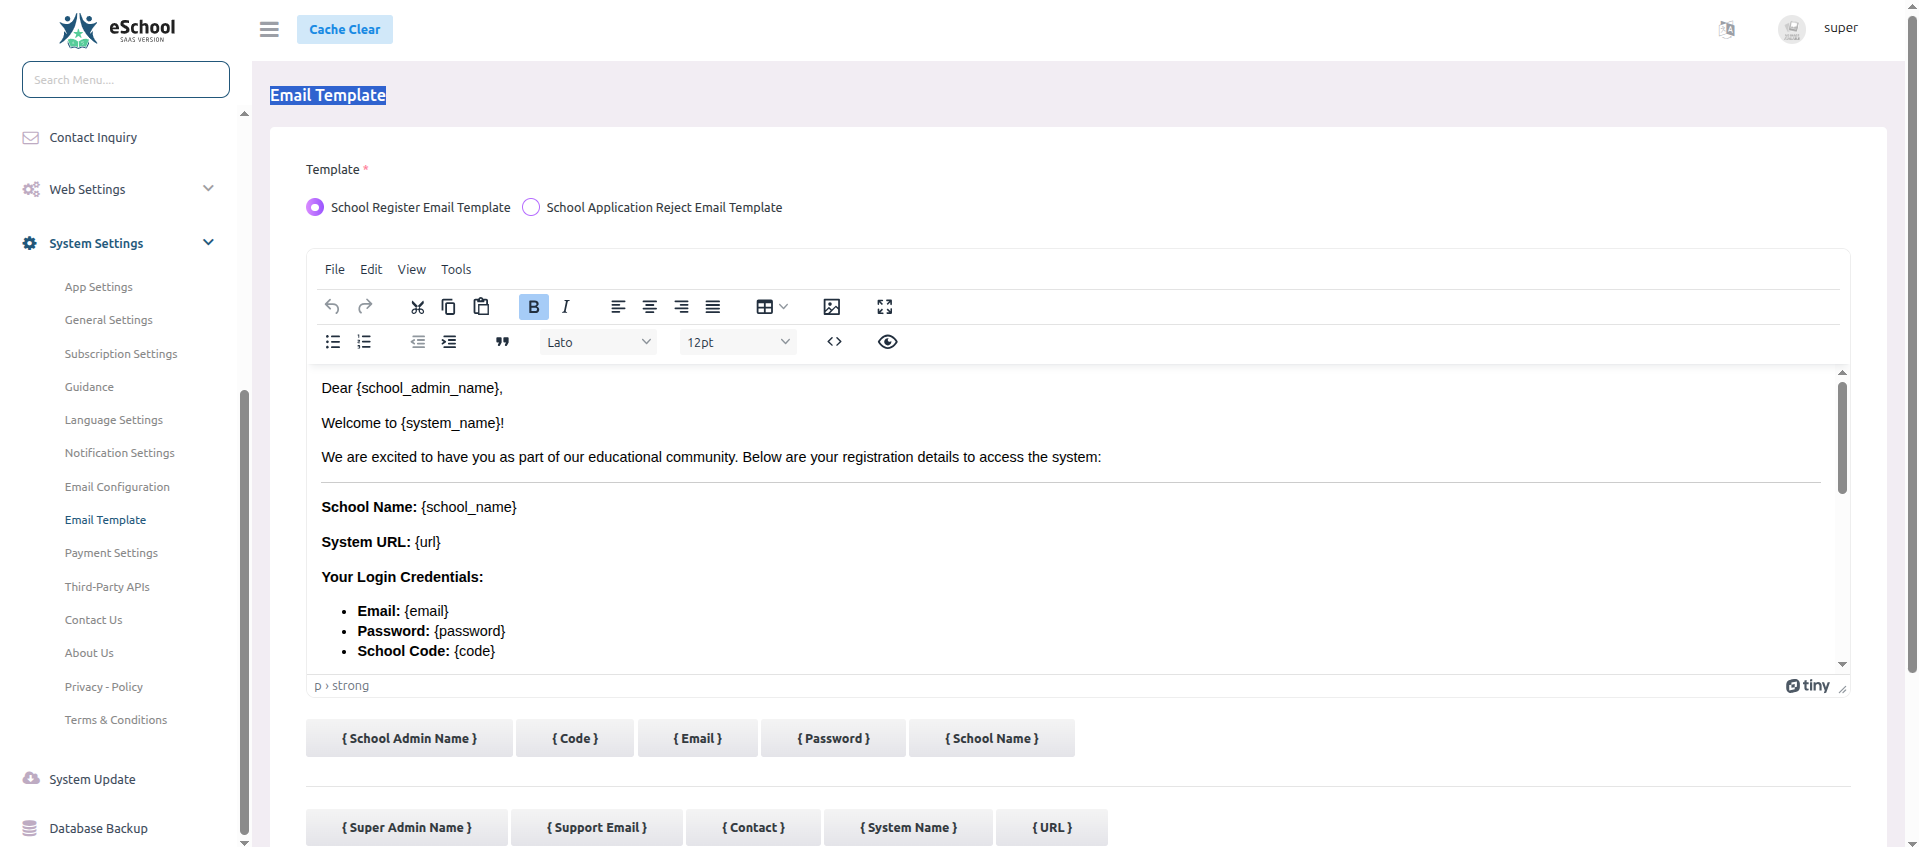 eSchool
SAAS VERSION
Cache Clear
super
Search Menu....
Contact Inquiry
Web Settings
System Settings
App Settings
General Settings
Subscription Settings
Guidance
Language Settings
Notification Settings
Email Configuration
Email Template
Payment Settings
Third-Party APIs
Contact Us
About Us
Privacy - Policy
Terms & Conditions
System Update
Database Backup
Email Template
Template *
School Register Email Template School Application Reject Email Template
File Edit View Tools
B I
Lato 12pt
Dear {school_admin_name},
Welcome to {system_name}!
We are excited to have you as part of our educational community. Below are your registration details to access the system:
School Name: {school_name}
System URL: {url}
Your Login Credentials:
• Email: {email}
• Password: {password}
• School Code: {code}
p › strong
tiny
{ School Admin Name } { Code } { Email } { Password } { School Name }
{ Super Admin Name } { Support Email } { Contact } { System Name } { URL }